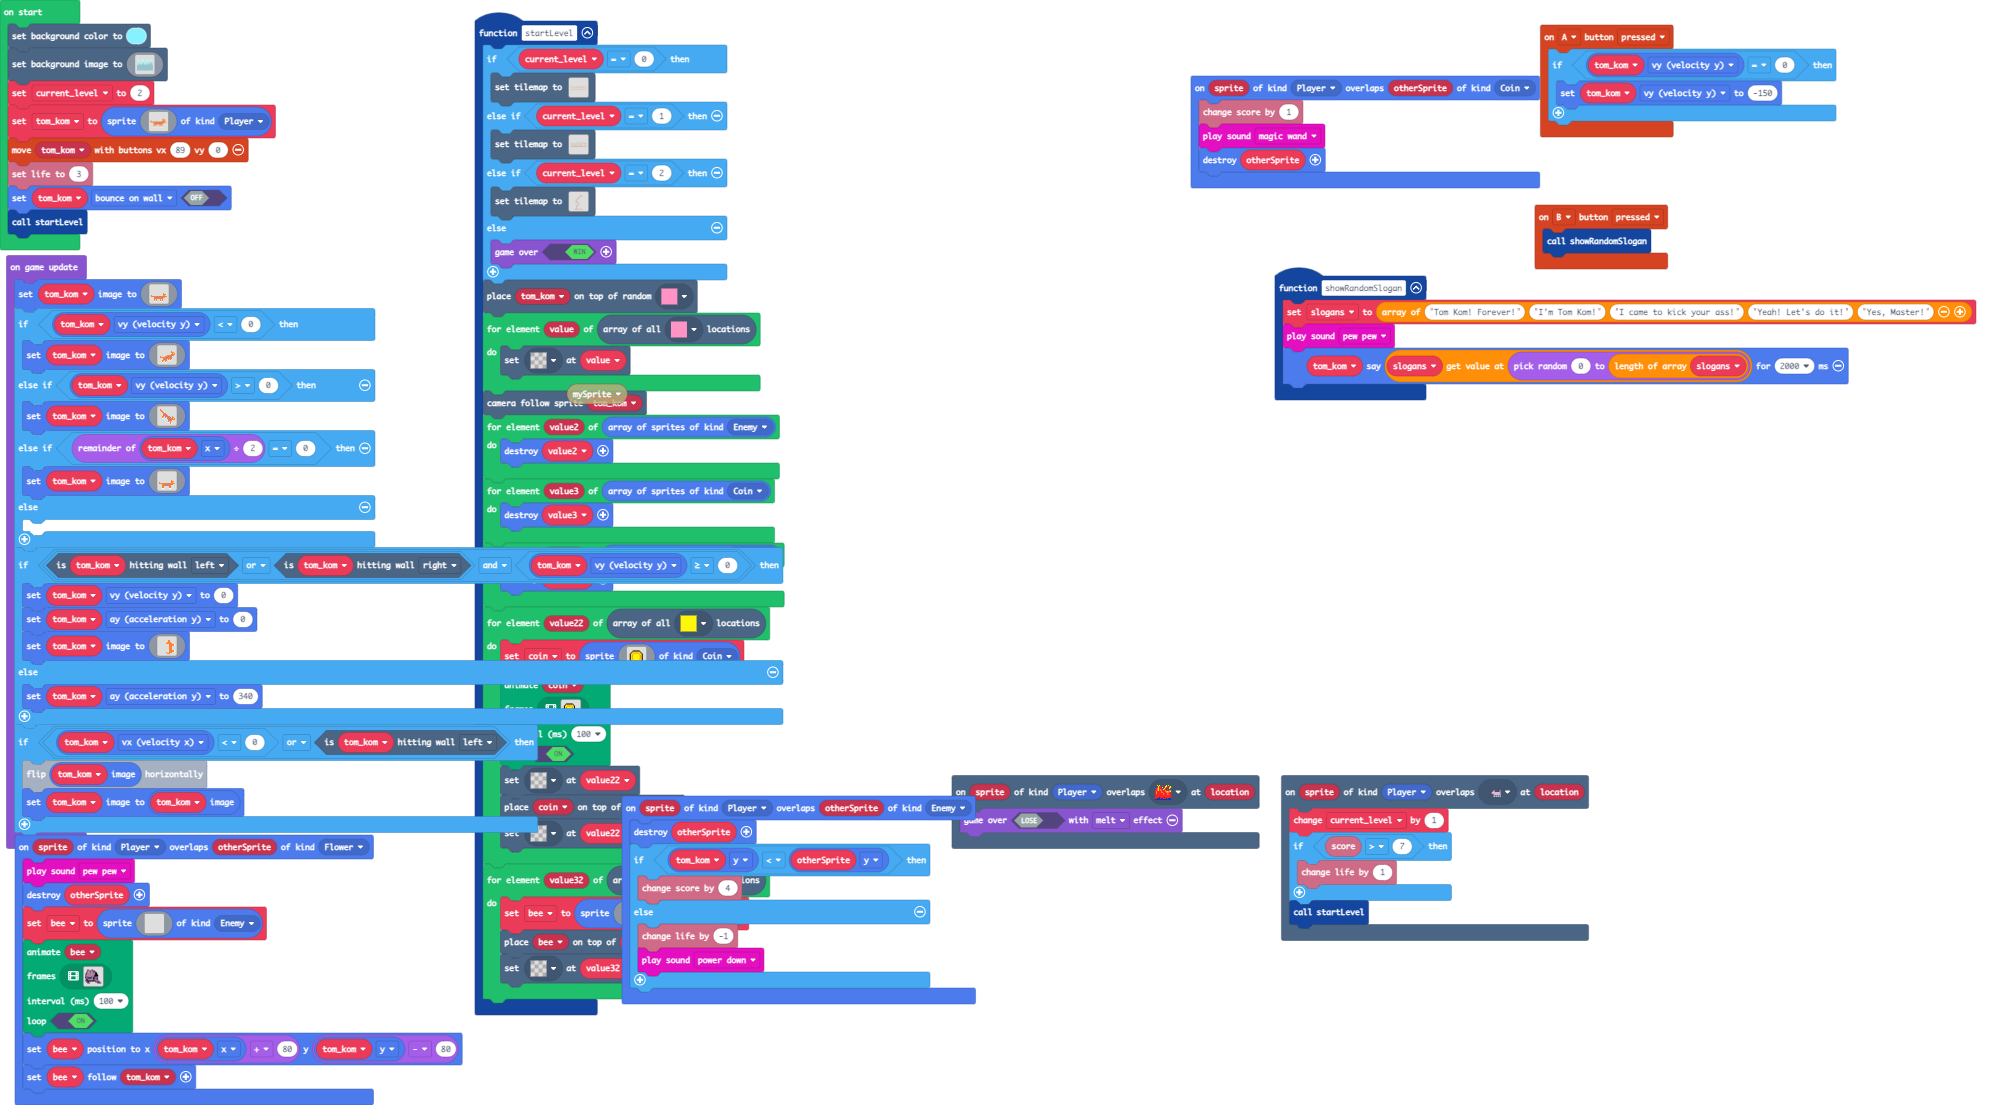 on start
set background color to
set background image to
set current_level to 2
set tom_kom to sprite of kind Player
move tom_kom with buttons vx 89 vy 0
set life to 3
set tom_kom bounce on wall OFF
call startLevel
on game update
set tom_kom image to
if tom_kom vy (velocity y) < 0 then
set tom_kom image to
else if tom_kom vy (velocity y) > 0 then
set tom_kom image to
else if remainder of tom_kom x ÷ 2 = 0 then
set tom_kom image to
else
if is tom_kom hitting wall left or is tom_kom hitting wall right and tom_kom vy (velocity y) ≥ 0 then
set tom_kom vy (velocity y) to 0
set tom_kom ay (acceleration y) to 0
set tom_kom image to
else
set tom_kom ay (acceleration y) to 340
if tom_kom vx (velocity x) < 0 or is tom_kom hitting wall left then
flip tom_kom image horizontally
set tom_kom image to tom_kom image
on sprite of kind Player overlaps otherSprite of kind Flower
play sound pew pew
destroy otherSprite
set bee to sprite of kind Enemy
animate bee
frames
interval (ms) 100
loop ON
set bee position to x tom_kom x + 80 y tom_kom y - 80
set bee follow tom_kom
function startLevel
if current_level = 0 then
set tilemap to
else if current_level = 1 then
set tilemap to
else if current_level = 2 then
set tilemap to
else
game over WIN
place tom_kom on top of random
for element value of array of all locations
do set at value
mySprite
camera follow sprite tom_kom
for element value2 of array of sprites of kind Enemy
do destroy value2
for element value3 of array of sprites of kind Coin
do destroy value3
for element value22 of array of all locations
do set coin to sprite of kind Coin
animate coin
frames
(ms) 100
ON
set at value22
place coin on top of
set at value22
for element value32 of
do set bee to sprite
place bee on top of
set at value32
on sprite of kind Player overlaps otherSprite of kind Enemy
destroy otherSprite
if tom_kom y < otherSprite y then
change score by 4
else
change life by -1
play sound power down
on sprite of kind Player overlaps at location
game over LOSE with melt effect
on sprite of kind Player overlaps at location
change current_level by 1
if score > 7 then
change life by 1
call startLevel
on sprite of kind Player overlaps otherSprite of kind Coin
change score by 1
play sound magic wand
destroy otherSprite
on A button pressed
if tom_kom vy (velocity y) = 0 then
set tom_kom vy (velocity y) to -150
on B button pressed
call showRandomSlogan
function showRandomSlogan
set slogans to array of "Tom Kom! Forever!" "I'm Tom Kom!" "I came to kick your ass!" "Yeah! Let's do it!" "Yes, Master!"
play sound pew pew
tom_kom say slogans get value at pick random 0 to length of array slogans for 2000 ms